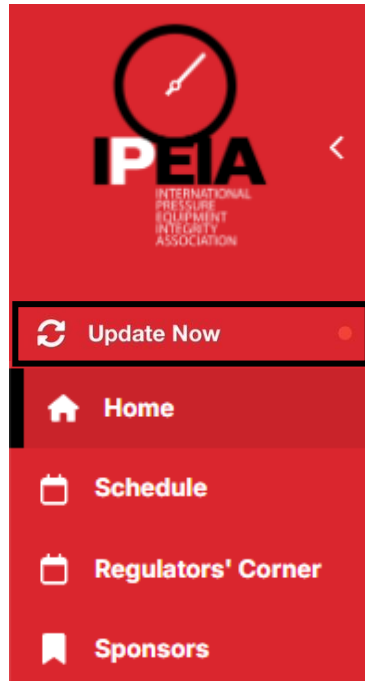 IPEIA
INTERNATIONAL
PRESSURE
EQUIPMENT
INTEGRITY
ASSOCIATION
Update Now
Home
Schedule
Regulators' Corner
Sponsors